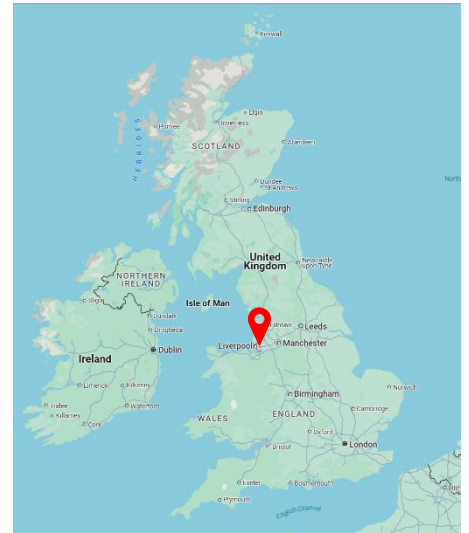 Kirkwall
Elgin
Inverness
HEBRIDES
Portree
Aberdeen
SCOTLAND
Dundee
St Andrews
Stirling
Edinburgh
North
United
Kingdom
Newcastle
upon Tyne
NORTHERN
IRELAND
Isle of Man
Sligo
Dundalk
Drogheda
Leeds
Liverpool
Manchester
Dublin
Ireland
Limerick
Kilkenny
Norwich
Birmingham
Tralee
Waterford
Killarney
WALES
ENGLAND
Cambridge
Cork
Oxford
London
Bristol
Exeter
Bournemouth
Plymouth
English Channel